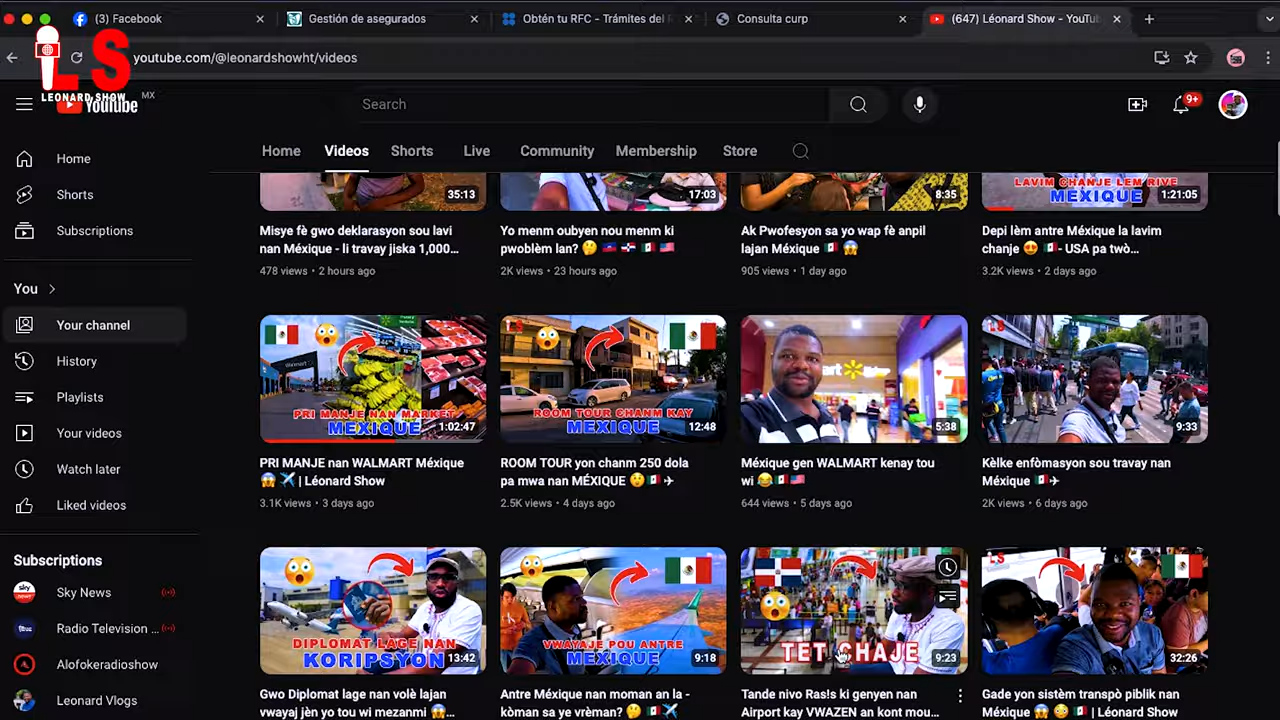 (3) Facebook
Gestión de asegurados
Obtén tu RFC - Trámites del R
Consulta curp
(647) Léonard Show - YouTu
youtube.com/@leonardshowht/videos
LS
LEONARD SHOW
YouTube
MX
Search
9+
Home
Shorts
Subscriptions
You
Your channel
History
Playlists
Your videos
Watch later
Liked videos
Subscriptions
Sky News
Radio Television ...
Alofokeradioshow
Leonard Vlogs
Home
Videos
Shorts
Live
Community
Membership
Store
35:13
17:03
8:35
LAVIM CHANJE LEM RIVE
MEXIQUE
1:21:05
Misye fè gwo deklarasyon sou lavi
nan Méxique - li travay jiska 1,000...
478 views • 2 hours ago
Yo menm oubyen nou menm ki
pwoblèm lan?
2K views • 23 hours ago
Ak Pwofesyon sa yo wap fè anpil
lajan Méxique
905 views • 1 day ago
Depi lèm antre Méxique la lavim
chanje - USA pa twò...
3.2K views • 2 days ago
PRI MANJE NAN MARKET
MEXIQUE
1:02:47
LS
ROOM TOUR CHANM KAY
MEXIQUE
12:48
5:38
LS
9:33
PRI MANJE nan WALMART Méxique
| Léonard Show
3.1K views • 3 days ago
ROOM TOUR yon chanm 250 dola
pa mwa nan MÉXIQUE
2.5K views • 4 days ago
Méxique gen WALMART kenay tou
wi
644 views • 5 days ago
Kèlke enfòmasyon sou travay nan
Méxique
2K views • 6 days ago
DIPLOMAT LAGE NAN
KORIPSYON
13:42
VWAYAJE POU ANTRE
MEXIQUE
9:18
TET CHAJE
9:23
LS
32:26
Gwo Diplomat lage nan volè lajan
vwayaj jèn yo tou wi mezanmi
Antre Méxique nan moman an la -
kòman sa ye vrèman?
Tande nivo Ras!s ki genyen nan
Airport kay VWAZEN an kont mou...
Gade yon sistèm transpò piblik nan
Méxique | Léonard Show